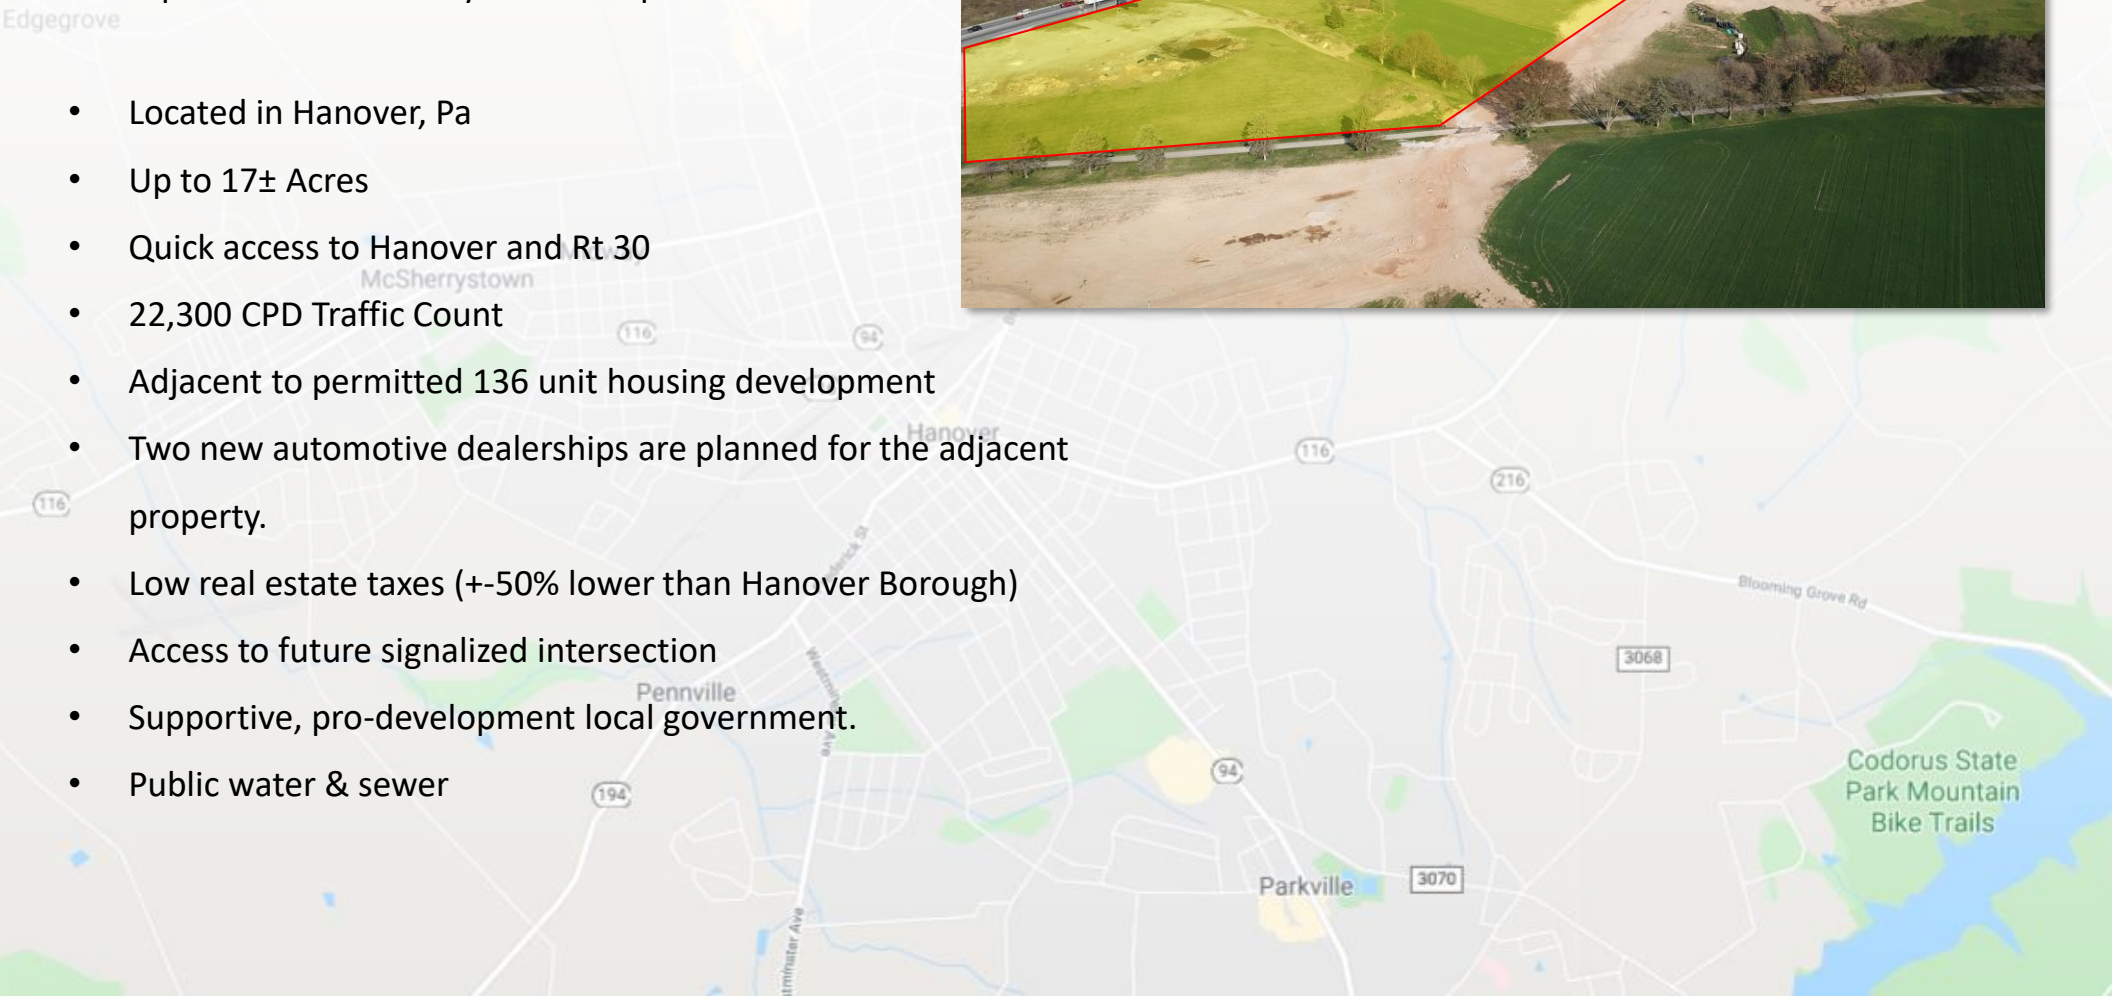 Edgegrove
• Located in Hanover, Pa
• Up to 17± Acres
• Quick access to Hanover and Rt 30
McSherrystown
• 22,300 CPD Traffic Count
116
94
• Adjacent to permitted 136 unit housing development
Hanover
• Two new automotive dealerships are planned for the adjacent
property.
116
216
116
• Low real estate taxes (+-50% lower than Hanover Borough)
Blooming Grove Rd
• Access to future signalized intersection
3068
Pennville
• Supportive, pro-development local government.
• Public water & sewer
194
94
Codorus State
Park Mountain
Bike Trails
Parkville
3070